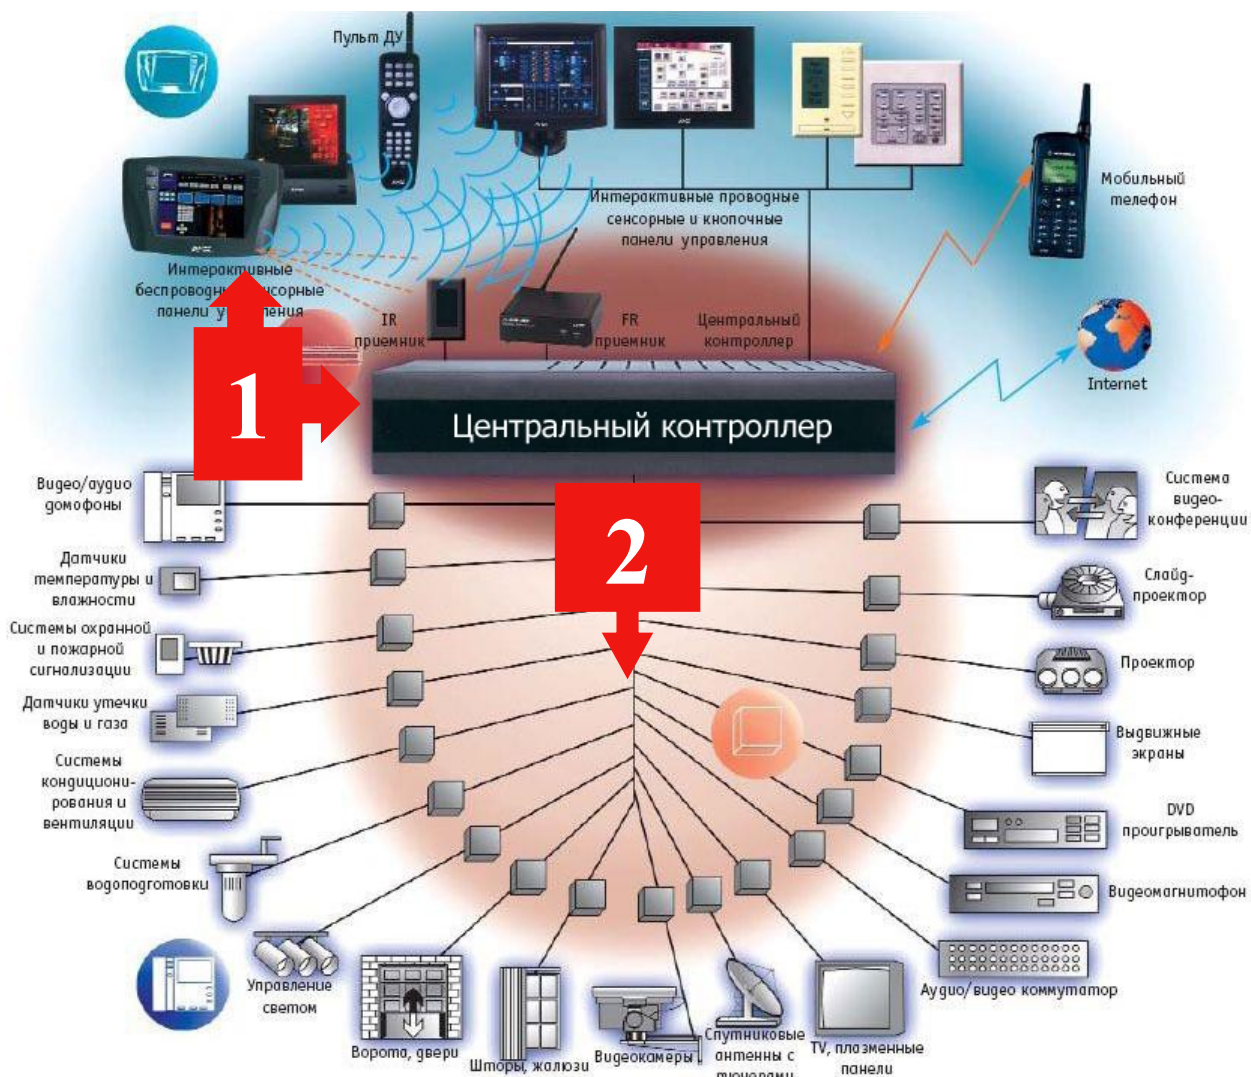 Пульт ДУ
Мобильный
телефон
Интерактивные проводные
сенсорные и кнопочные
панели управления
Интерактивные
беспроводные сенсорные
панели управления
IR
приемник
FR
приемник
Центральный
контроллер
Internet
1
Центральный контроллер
2
Видео/аудио
домофоны
Датчики
температуры и
влажности
Системы охранной
и пожарной
сигнализации
Датчики утечки
воды и газа
Системы
кондициони-
рования и
вентиляции
Системы
водоподготовки
Управление
светом
Ворота, двери
Шторы, жалюзи
Видеокамеры
Спутниковые
антенны с
тюнерами
TV, плазменные
панели
Аудио/видео коммутатор
Видеомагнитофон
DVD
проигрыватель
Выдвижные
экраны
Проектор
Слайд-
проектор
Система
видео-
конференции